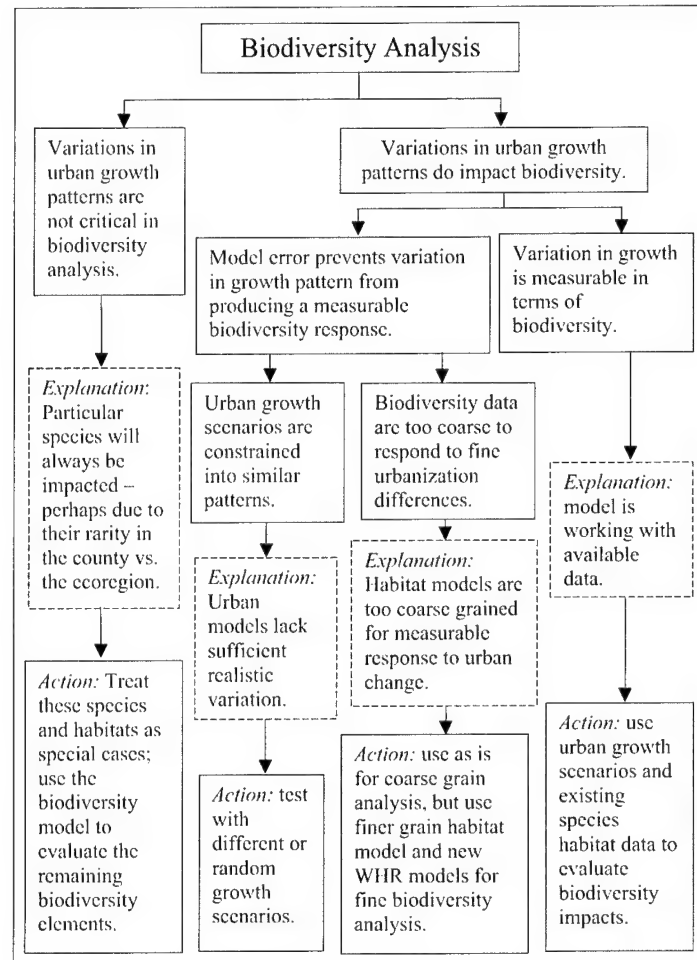 Biodiversity Analysis
Variations in
urban growth
patterns are
not critical in
biodiversity
analysis.
Variations in urban growth
patterns do impact biodiversity.
Model error prevents variation
in growth pattern from
producing a measurable
biodiversity response.
Variation in growth
is measurable in
terms of
biodiversity.
Explanation:
Particular
species will
always be
impacted –
perhaps due to
their rarity in
the county vs.
the ecoregion.
Urban growth
scenarios are
constrained
into similar
patterns.
Biodiversity data
are too coarse to
respond to fine
urbanization
differences.
Explanation:
model is
working with
available
data.
Explanation:
Urban
models lack
sufficient
realistic
variation.
Explanation:
Habitat models are
too coarse grained
for measurable
response to urban
change.
Action: Treat
these species
and habitats as
special cases;
use the
biodiversity
model to
evaluate the
remaining
biodiversity
elements.
Action: test
with
different or
random
growth
scenarios.
Action: use as is
for coarse grain
analysis, but use
finer grain habitat
model and new
WHR models for
fine biodiversity
analysis.
Action: use
urban growth
scenarios and
existing
species
habitat data to
evaluate
biodiversity
impacts.